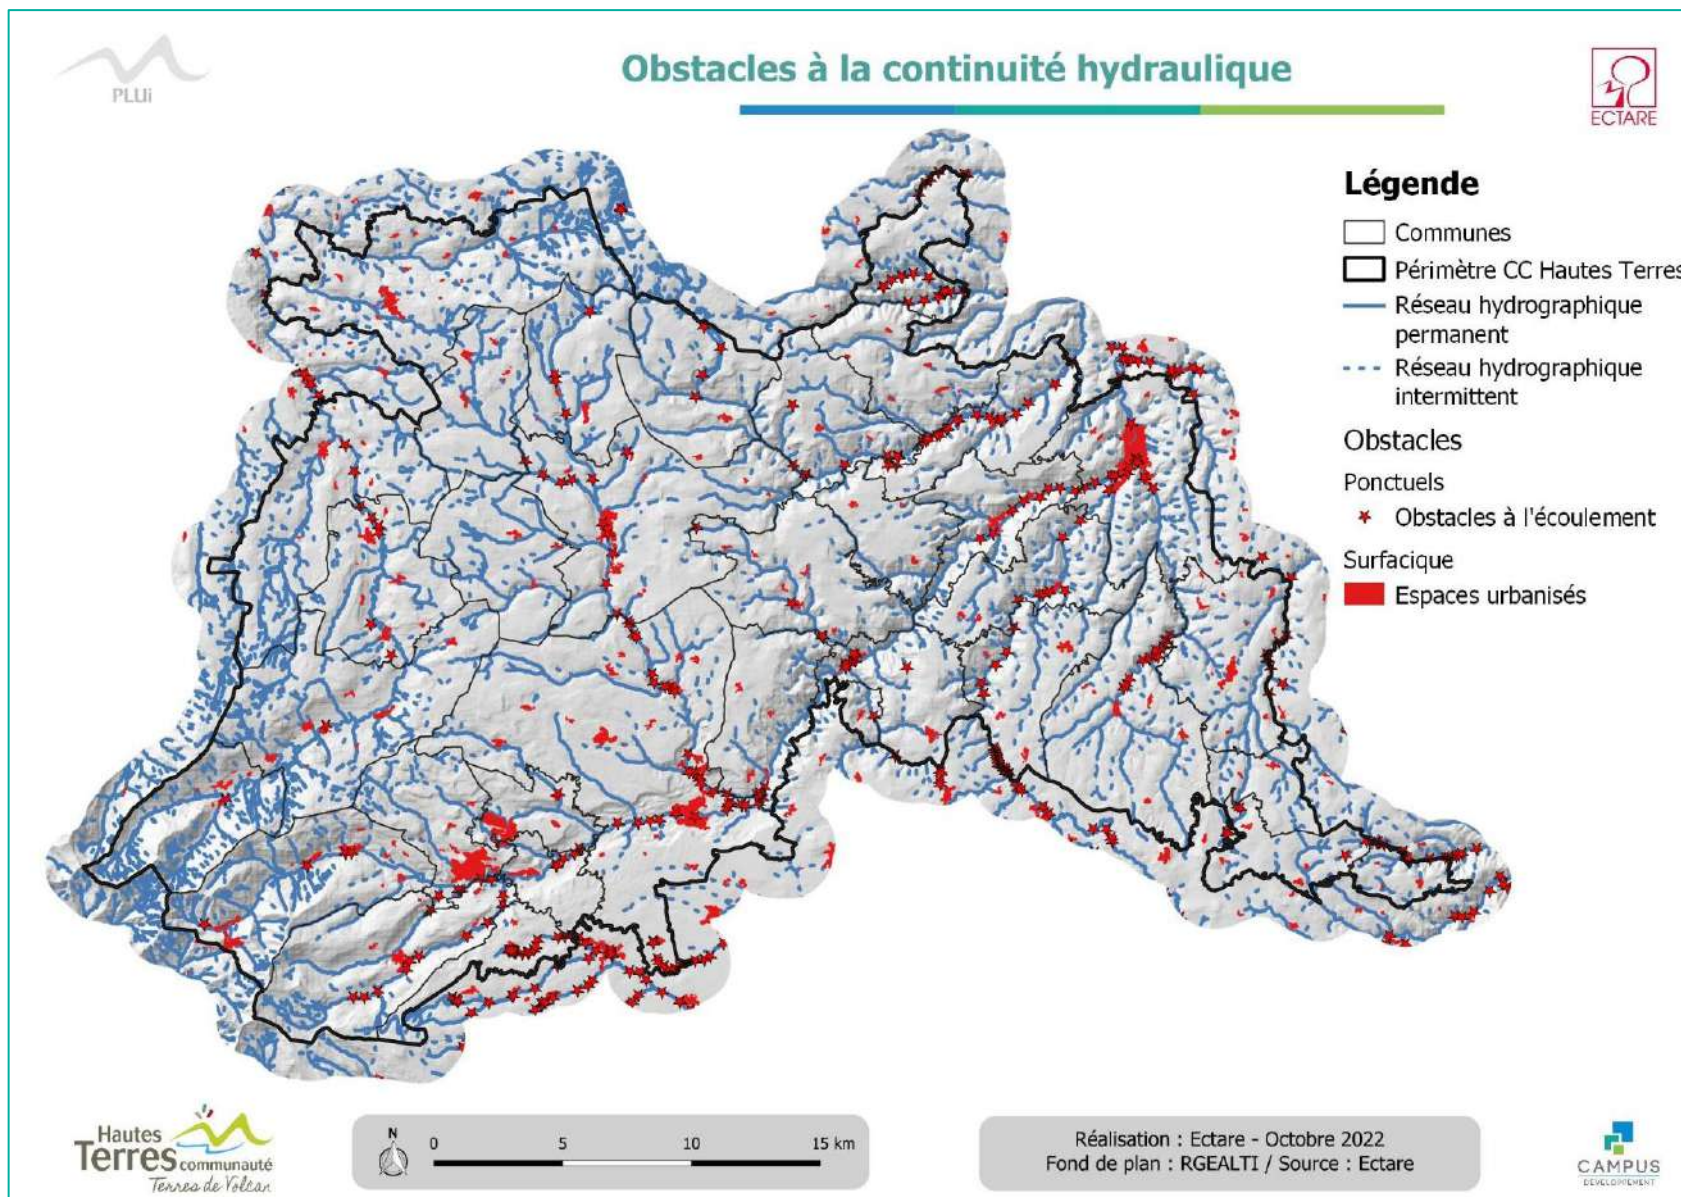 PLUi
Obstacles à la continuité hydraulique
ECTARE
Légende
Communes
Périmètre CC Hautes Terres
Réseau hydrographique
permanent
Réseau hydrographique
intermittent
Obstacles
Ponctuels
Obstacles à l'écoulement
Surfacique
Espaces urbanisés
Hautes
Terres communauté
Terres de Volcan
N
0 5 10 15 km
Réalisation : Ectare - Octobre 2022
Fond de plan : RGEALTI / Source : Ectare
CAMPUS
DEVELOPPEMENT